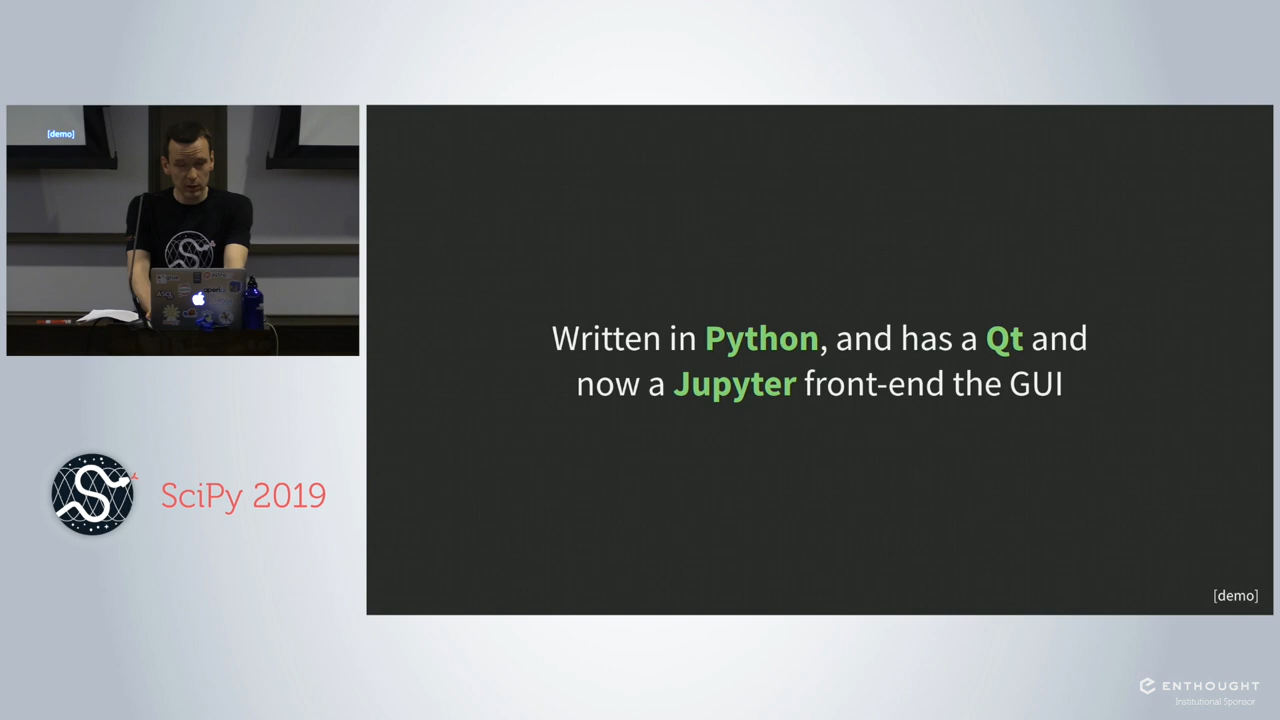 [demo]
Written in Python, and has a Qt and
now a Jupyter front-end the GUI
[demo]
SciPy 2019
ENTHOUGHT
Institutional Sponsor